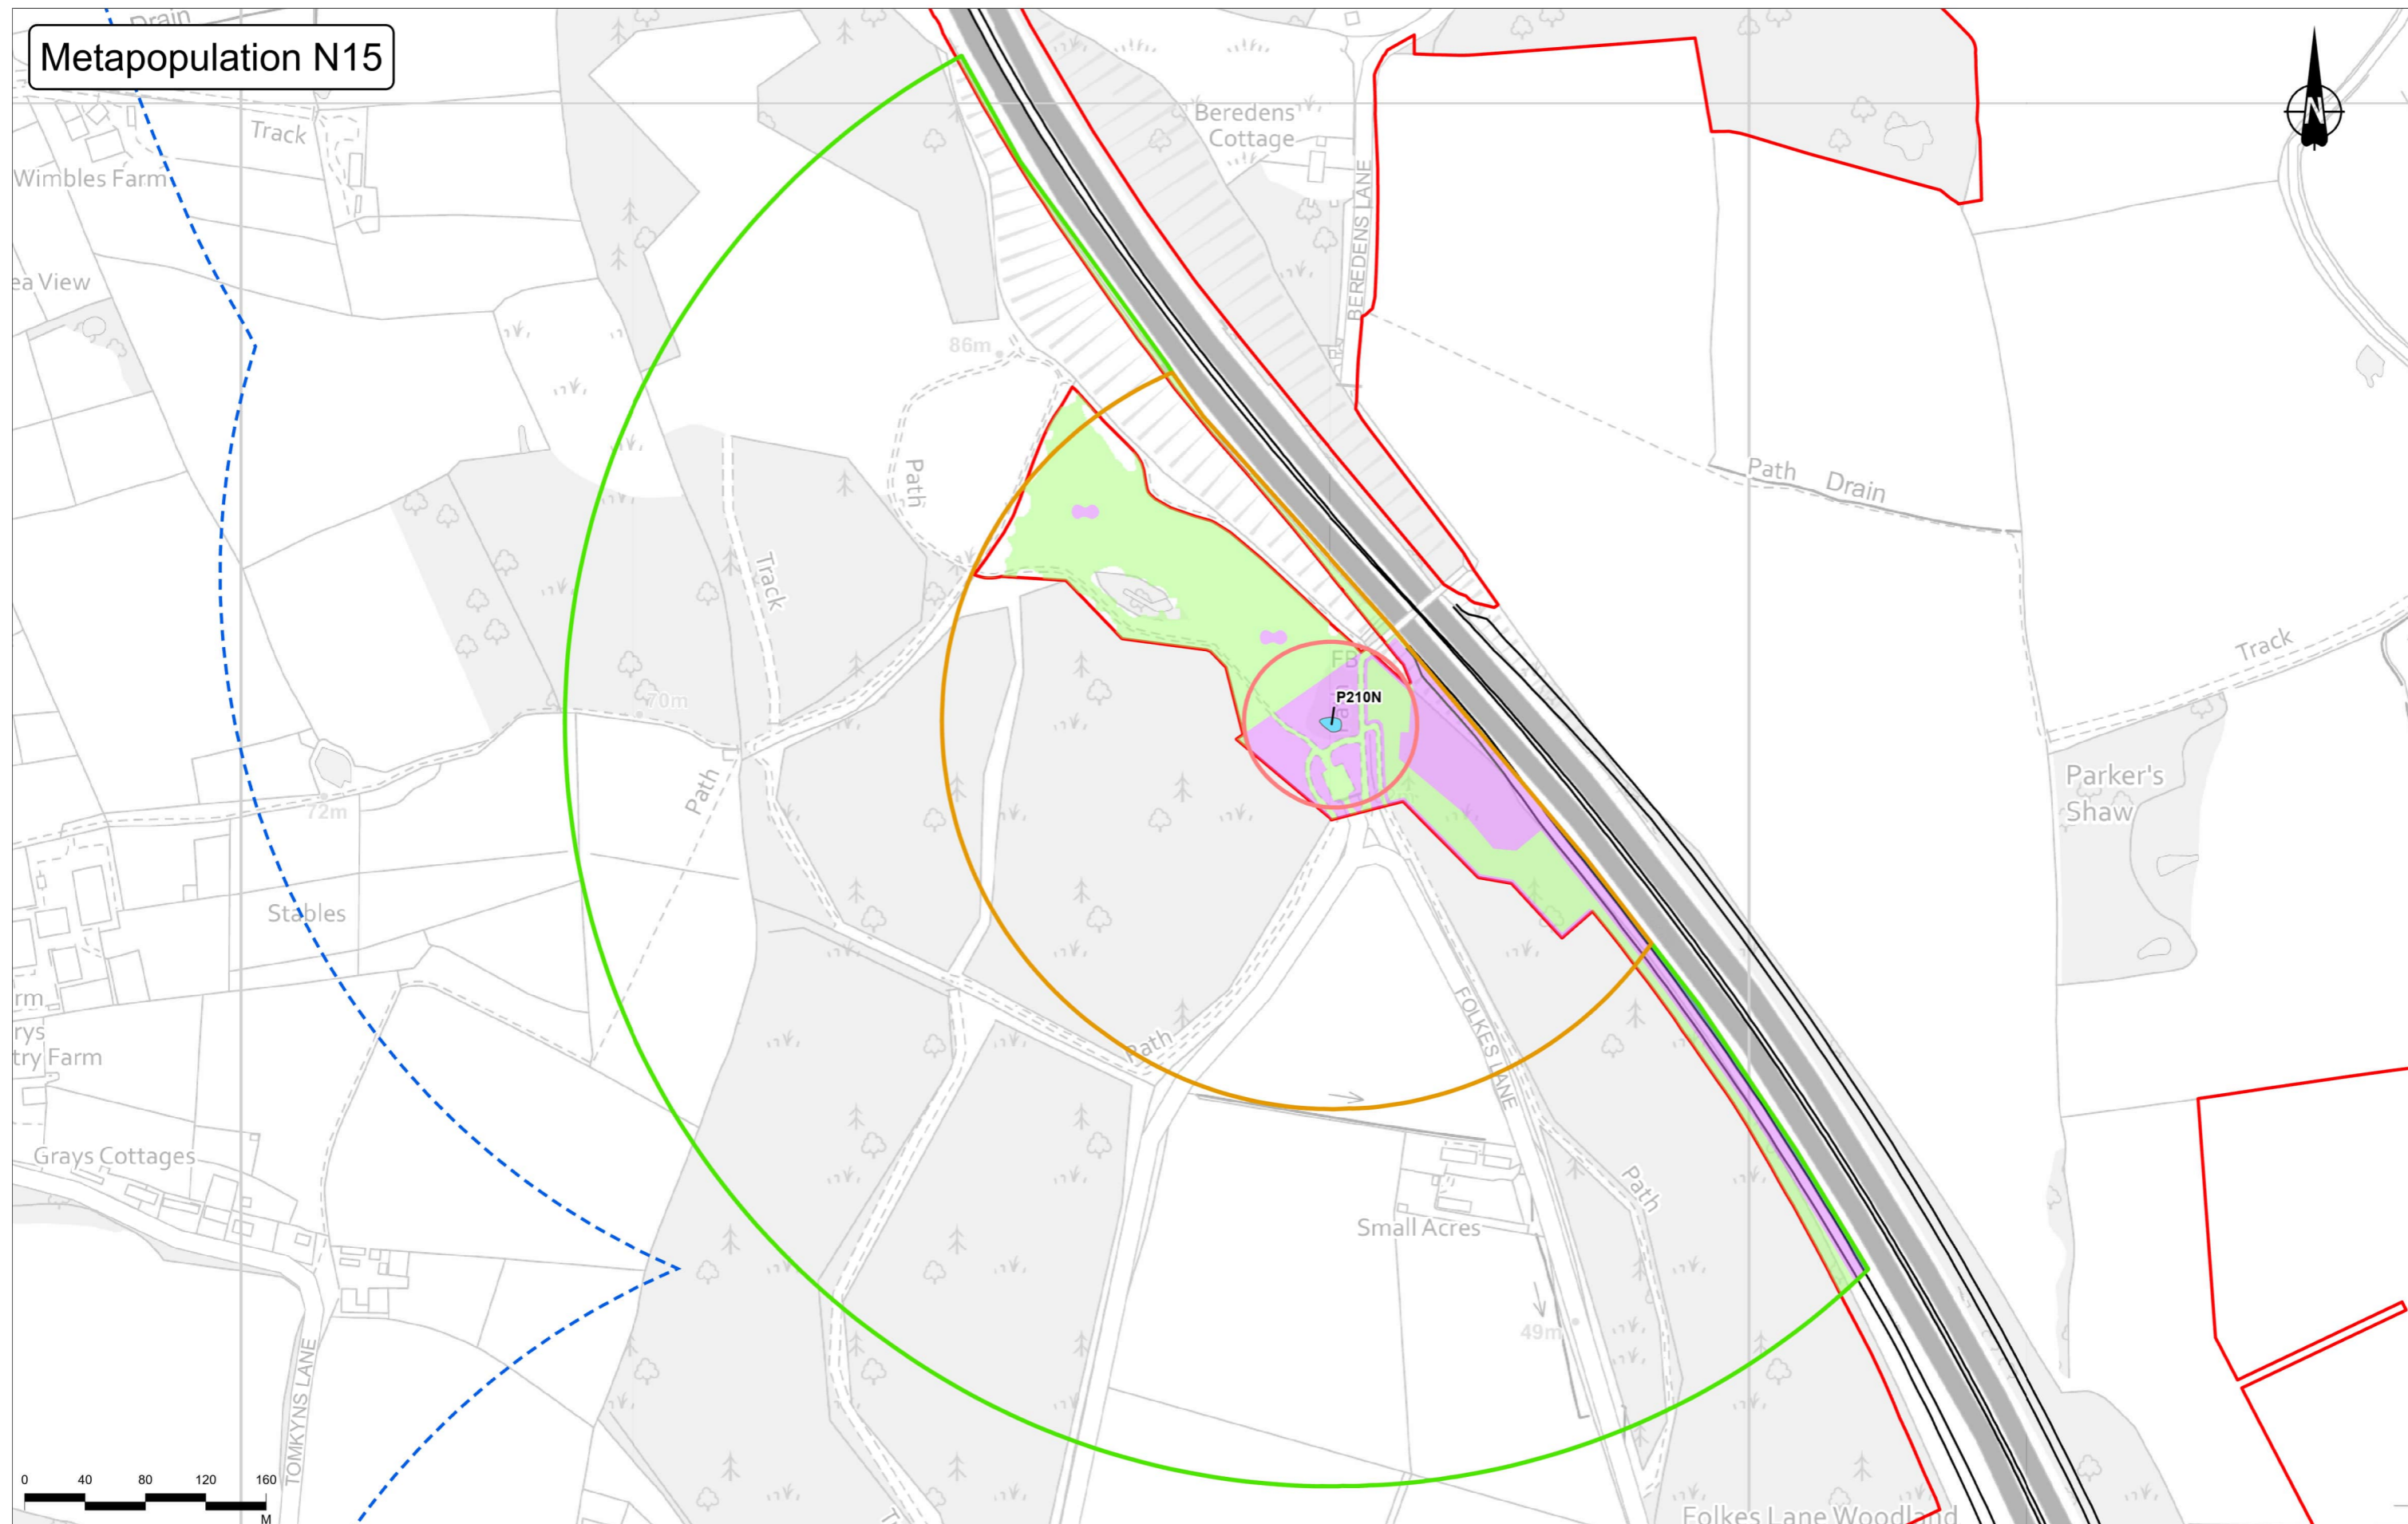 Drain
Metapopulation N15
N
Track
Wimbles Farm
Beredens
Cottage
BEREDENS LANE
ea View
86m
Path
Path
Drain
Track
Track
FB
P210N
70m
Path
72m
Parker's
Shaw
Stables
rm
rys
try Farm
Path
FOLKES LANE
Grays Cottages
Path
Small Acres
49m
TOMKYNS LANE
0 40 80 120 160
M
Folkes Lane Woodland